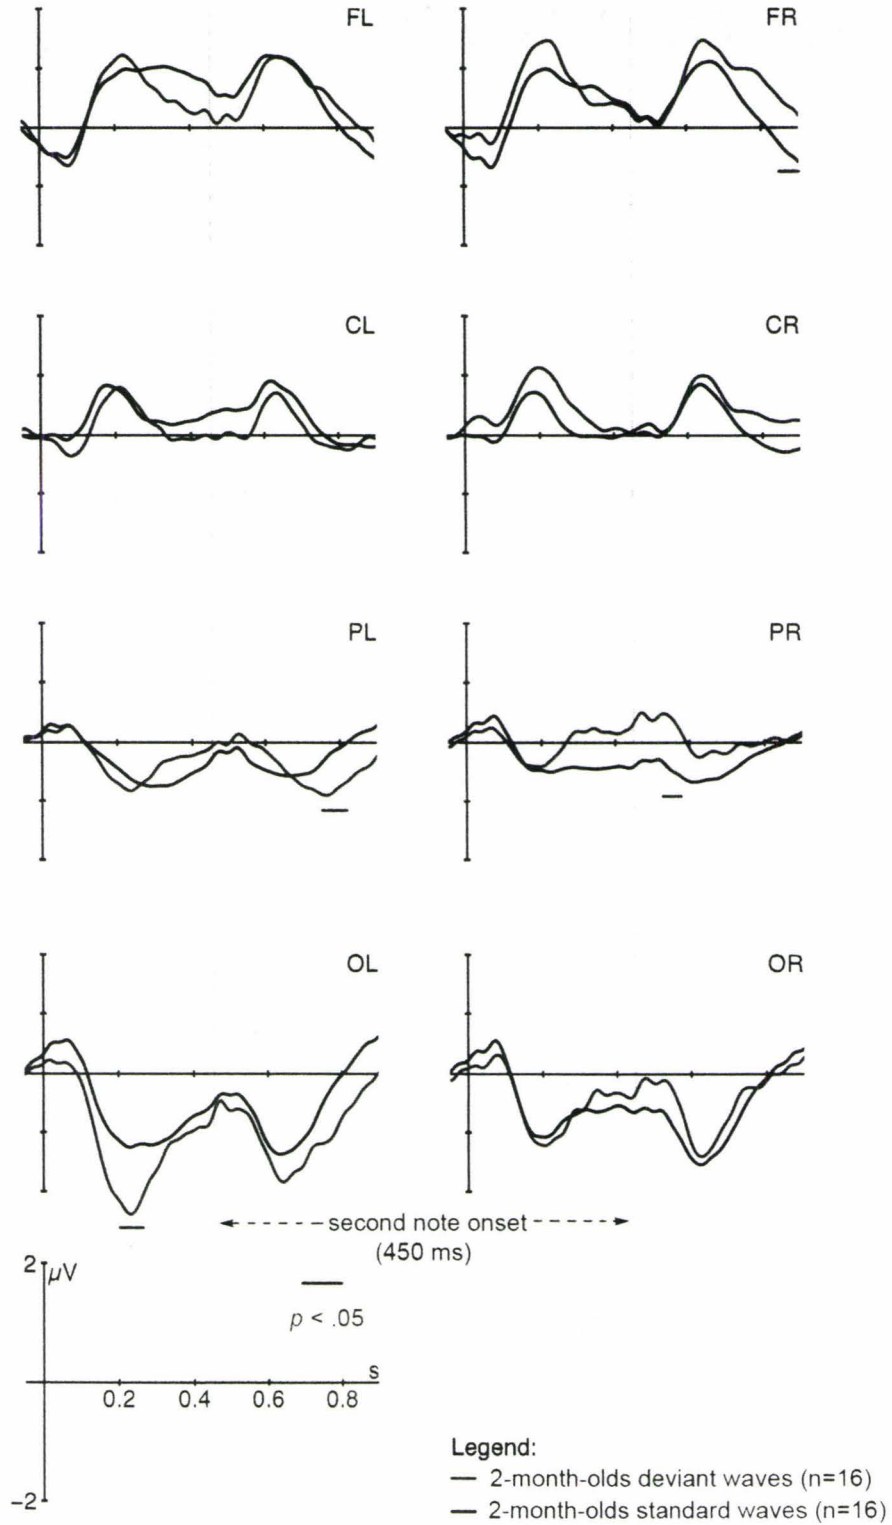 FL FR
CL CR
PL PR
OL OR
second note onset
(450 ms)
2 µV
p < .05
s
0.2 0.4 0.6 0.8
−2
Legend:
2-month-olds deviant waves (n=16)
2-month-olds standard waves (n=16)